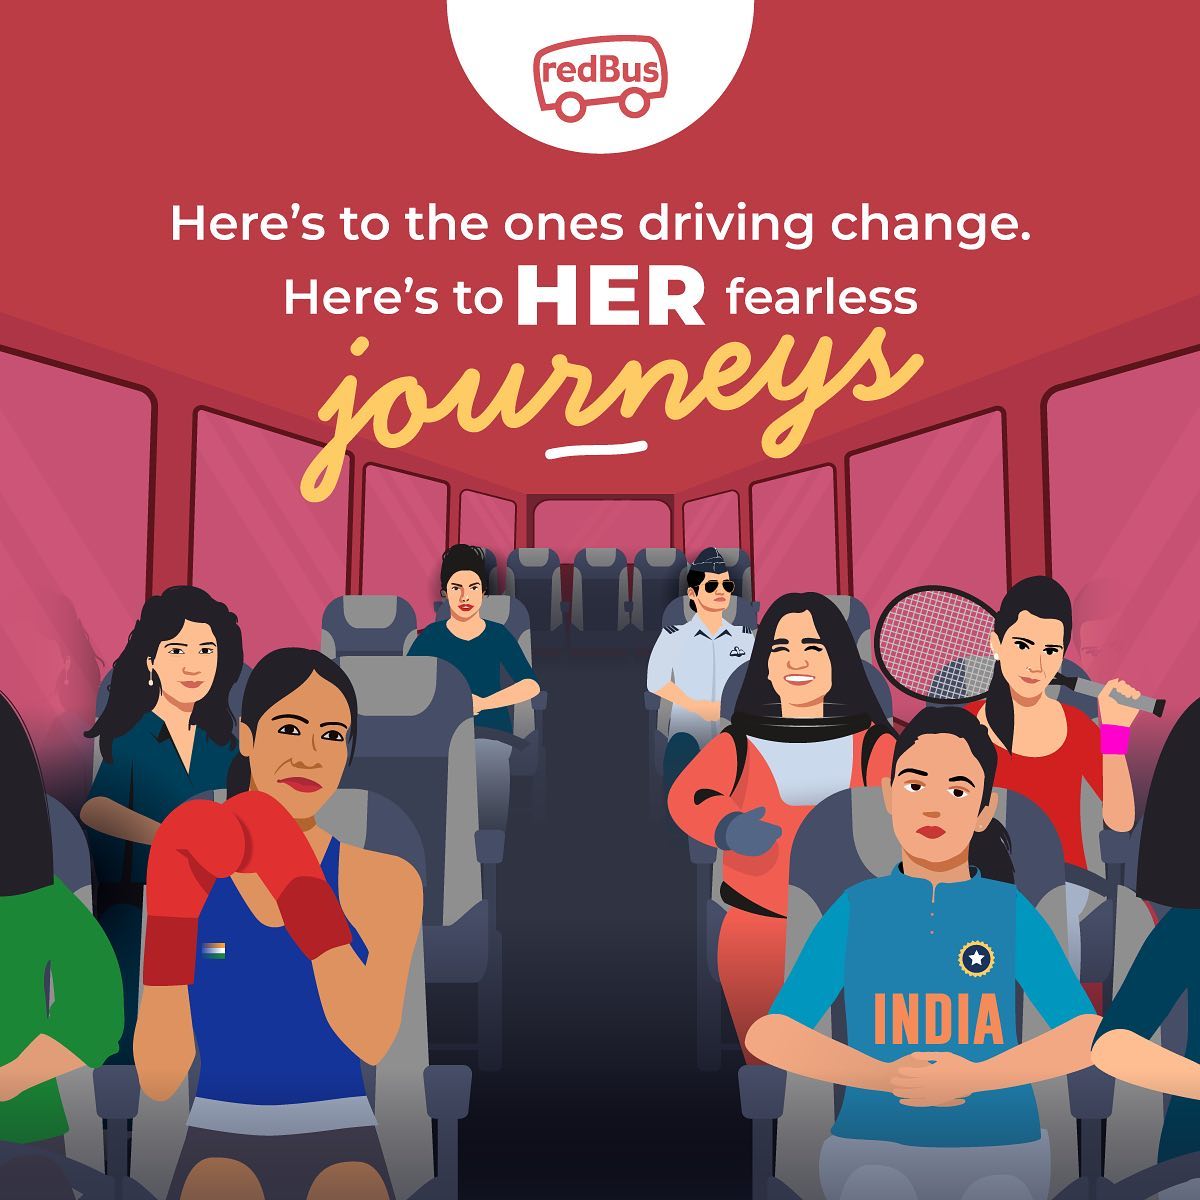 redBus
Here's to the ones driving change.
Here's to HER fearless
journeys
INDIA